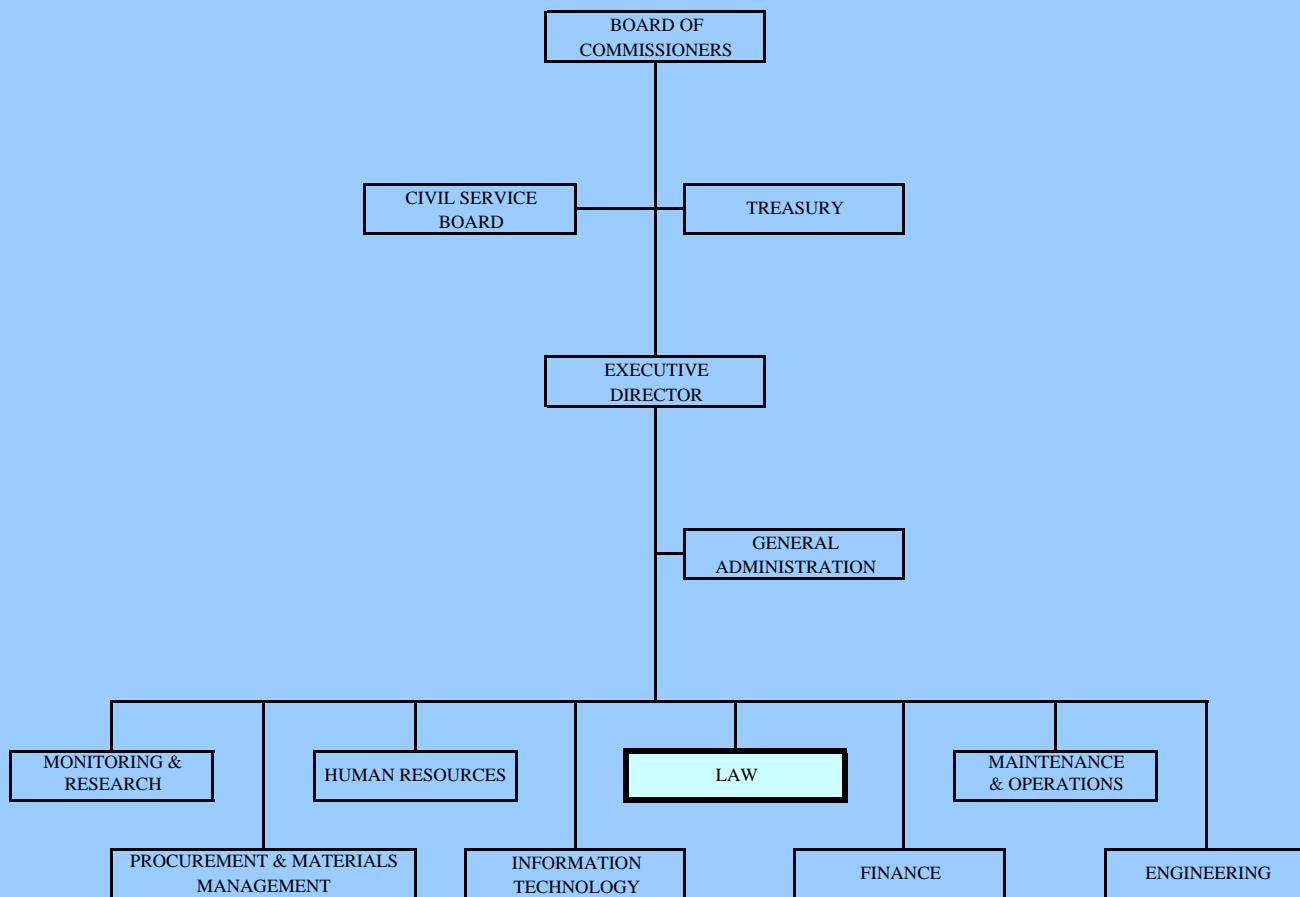 BOARD OF
COMMISSIONERS
CIVIL SERVICE
BOARD
TREASURY
EXECUTIVE
DIRECTOR
GENERAL
ADMINISTRATION
MONITORING &
RESEARCH
HUMAN RESOURCES
LAW
MAINTENANCE
& OPERATIONS
PROCUREMENT & MATERIALS
MANAGEMENT
INFORMATION
TECHNOLOGY
FINANCE
ENGINEERING